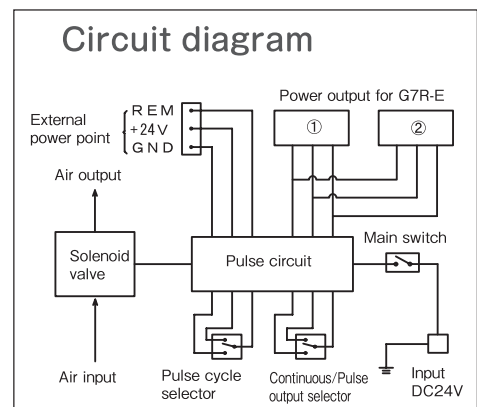 Circuit diagram
External
power point
REM
+24V
GND
Power output for G7R-E
①
②
Air output
Solenoid
valve
Pulse circuit
Main switch
Air input
Pulse cycle
selector
Continuous/Pulse
output selector
Input
DC24V